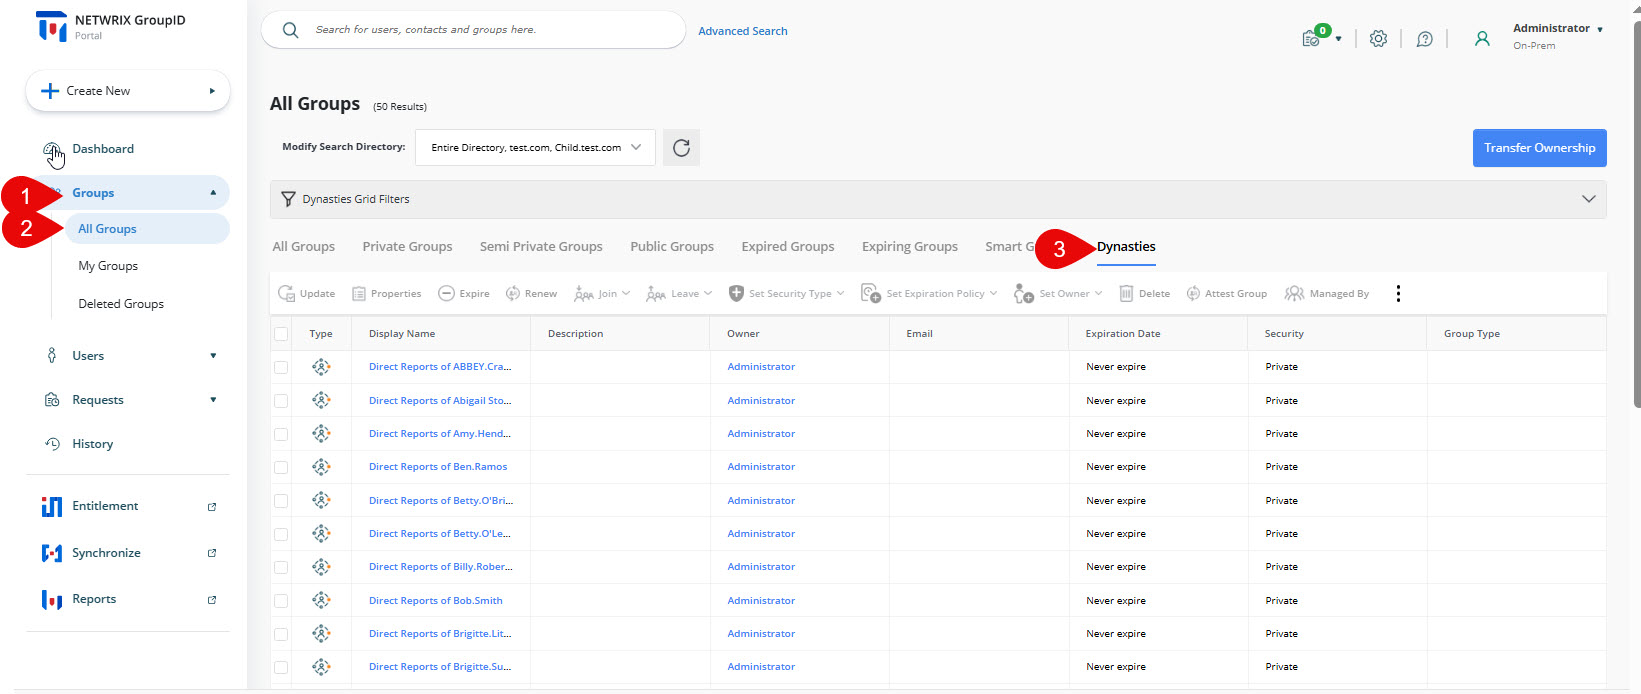 NETWRIX GroupID
Portal
Search for users, contacts and groups here.
Advanced Search
0
Administrator
On-Prem
Create New
Dashboard
1
Groups
2
All Groups
My Groups
Deleted Groups
Users
Requests
History
Entitlement
Synchronize
Reports
All Groups (50 Results)
Modify Search Directory: Entire Directory, test.com, Child.test.com
Transfer Ownership
Dynasties Grid Filters
All Groups Private Groups Semi Private Groups Public Groups Expired Groups Expiring Groups Smart G 3 Dynasties
Update Properties Expire Renew Join Leave Set Security Type Set Expiration Policy Set Owner Delete Attest Group Managed By
Type Display Name Description Owner Email Expiration Date Security Group Type
Direct Reports of ABBEY.Cra... Administrator Never expire Private
Direct Reports of Abigail Sto... Administrator Never expire Private
Direct Reports of Amy.Hend... Administrator Never expire Private
Direct Reports of Ben.Ramos Administrator Never expire Private
Direct Reports of Betty.O'Bri... Administrator Never expire Private
Direct Reports of Betty.O'Le... Administrator Never expire Private
Direct Reports of Billy.Rober... Administrator Never expire Private
Direct Reports of Bob.Smith Administrator Never expire Private
Direct Reports of Brigitte.Lit... Administrator Never expire Private
Direct Reports of Brigitte.Su... Administrator Never expire Private